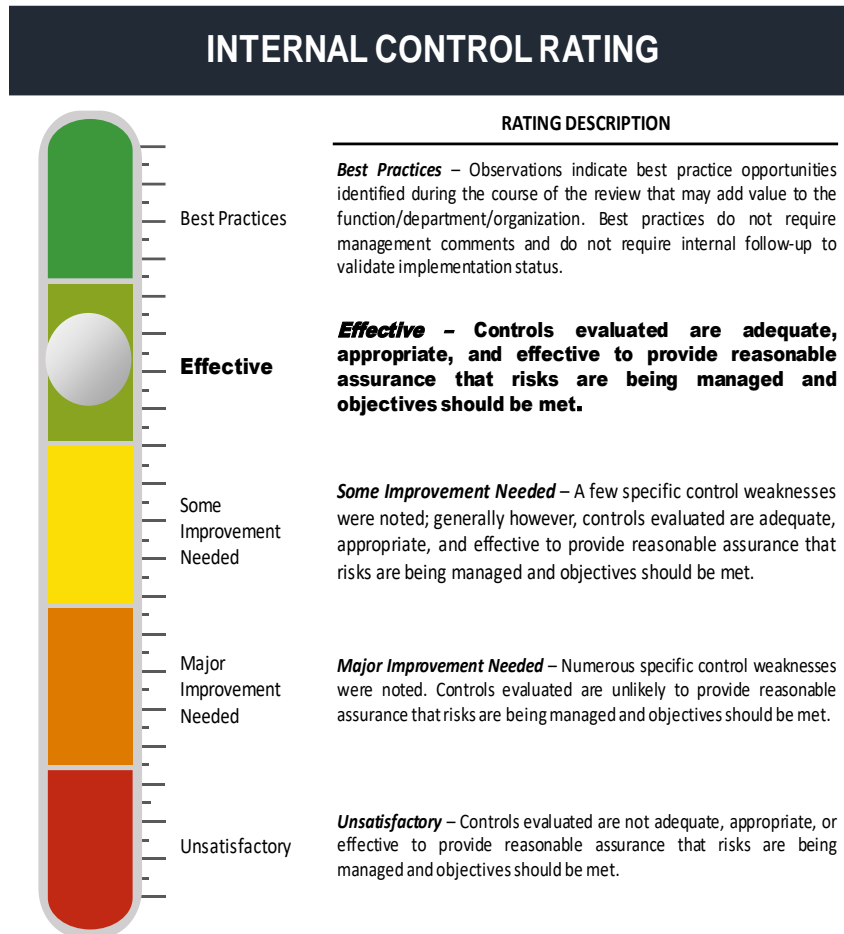 INTERNAL CONTROL RATING
RATING DESCRIPTION
Best Practices
Best Practices – Observations indicate best practice opportunities
identified during the course of the review that may add value to the
function/department/organization. Best practices do not require
management comments and do not require internal follow-up to
validate implementation status.
Effective
Effective – Controls evaluated are adequate,
appropriate, and effective to provide reasonable
assurance that risks are being managed and
objectives should be met.
Some
Improvement
Needed
Some Improvement Needed – A few specific control weaknesses
were noted; generally however, controls evaluated are adequate,
appropriate, and effective to provide reasonable assurance that
risks are being managed and objectives should be met.
Major
Improvement
Needed
Major Improvement Needed – Numerous specific control weaknesses
were noted. Controls evaluated are unlikely to provide reasonable
assurance that risks are being managed and objectives should be met.
Unsatisfactory
Unsatisfactory – Controls evaluated are not adequate, appropriate, or
effective to provide reasonable assurance that risks are being
managed and objectives should be met.